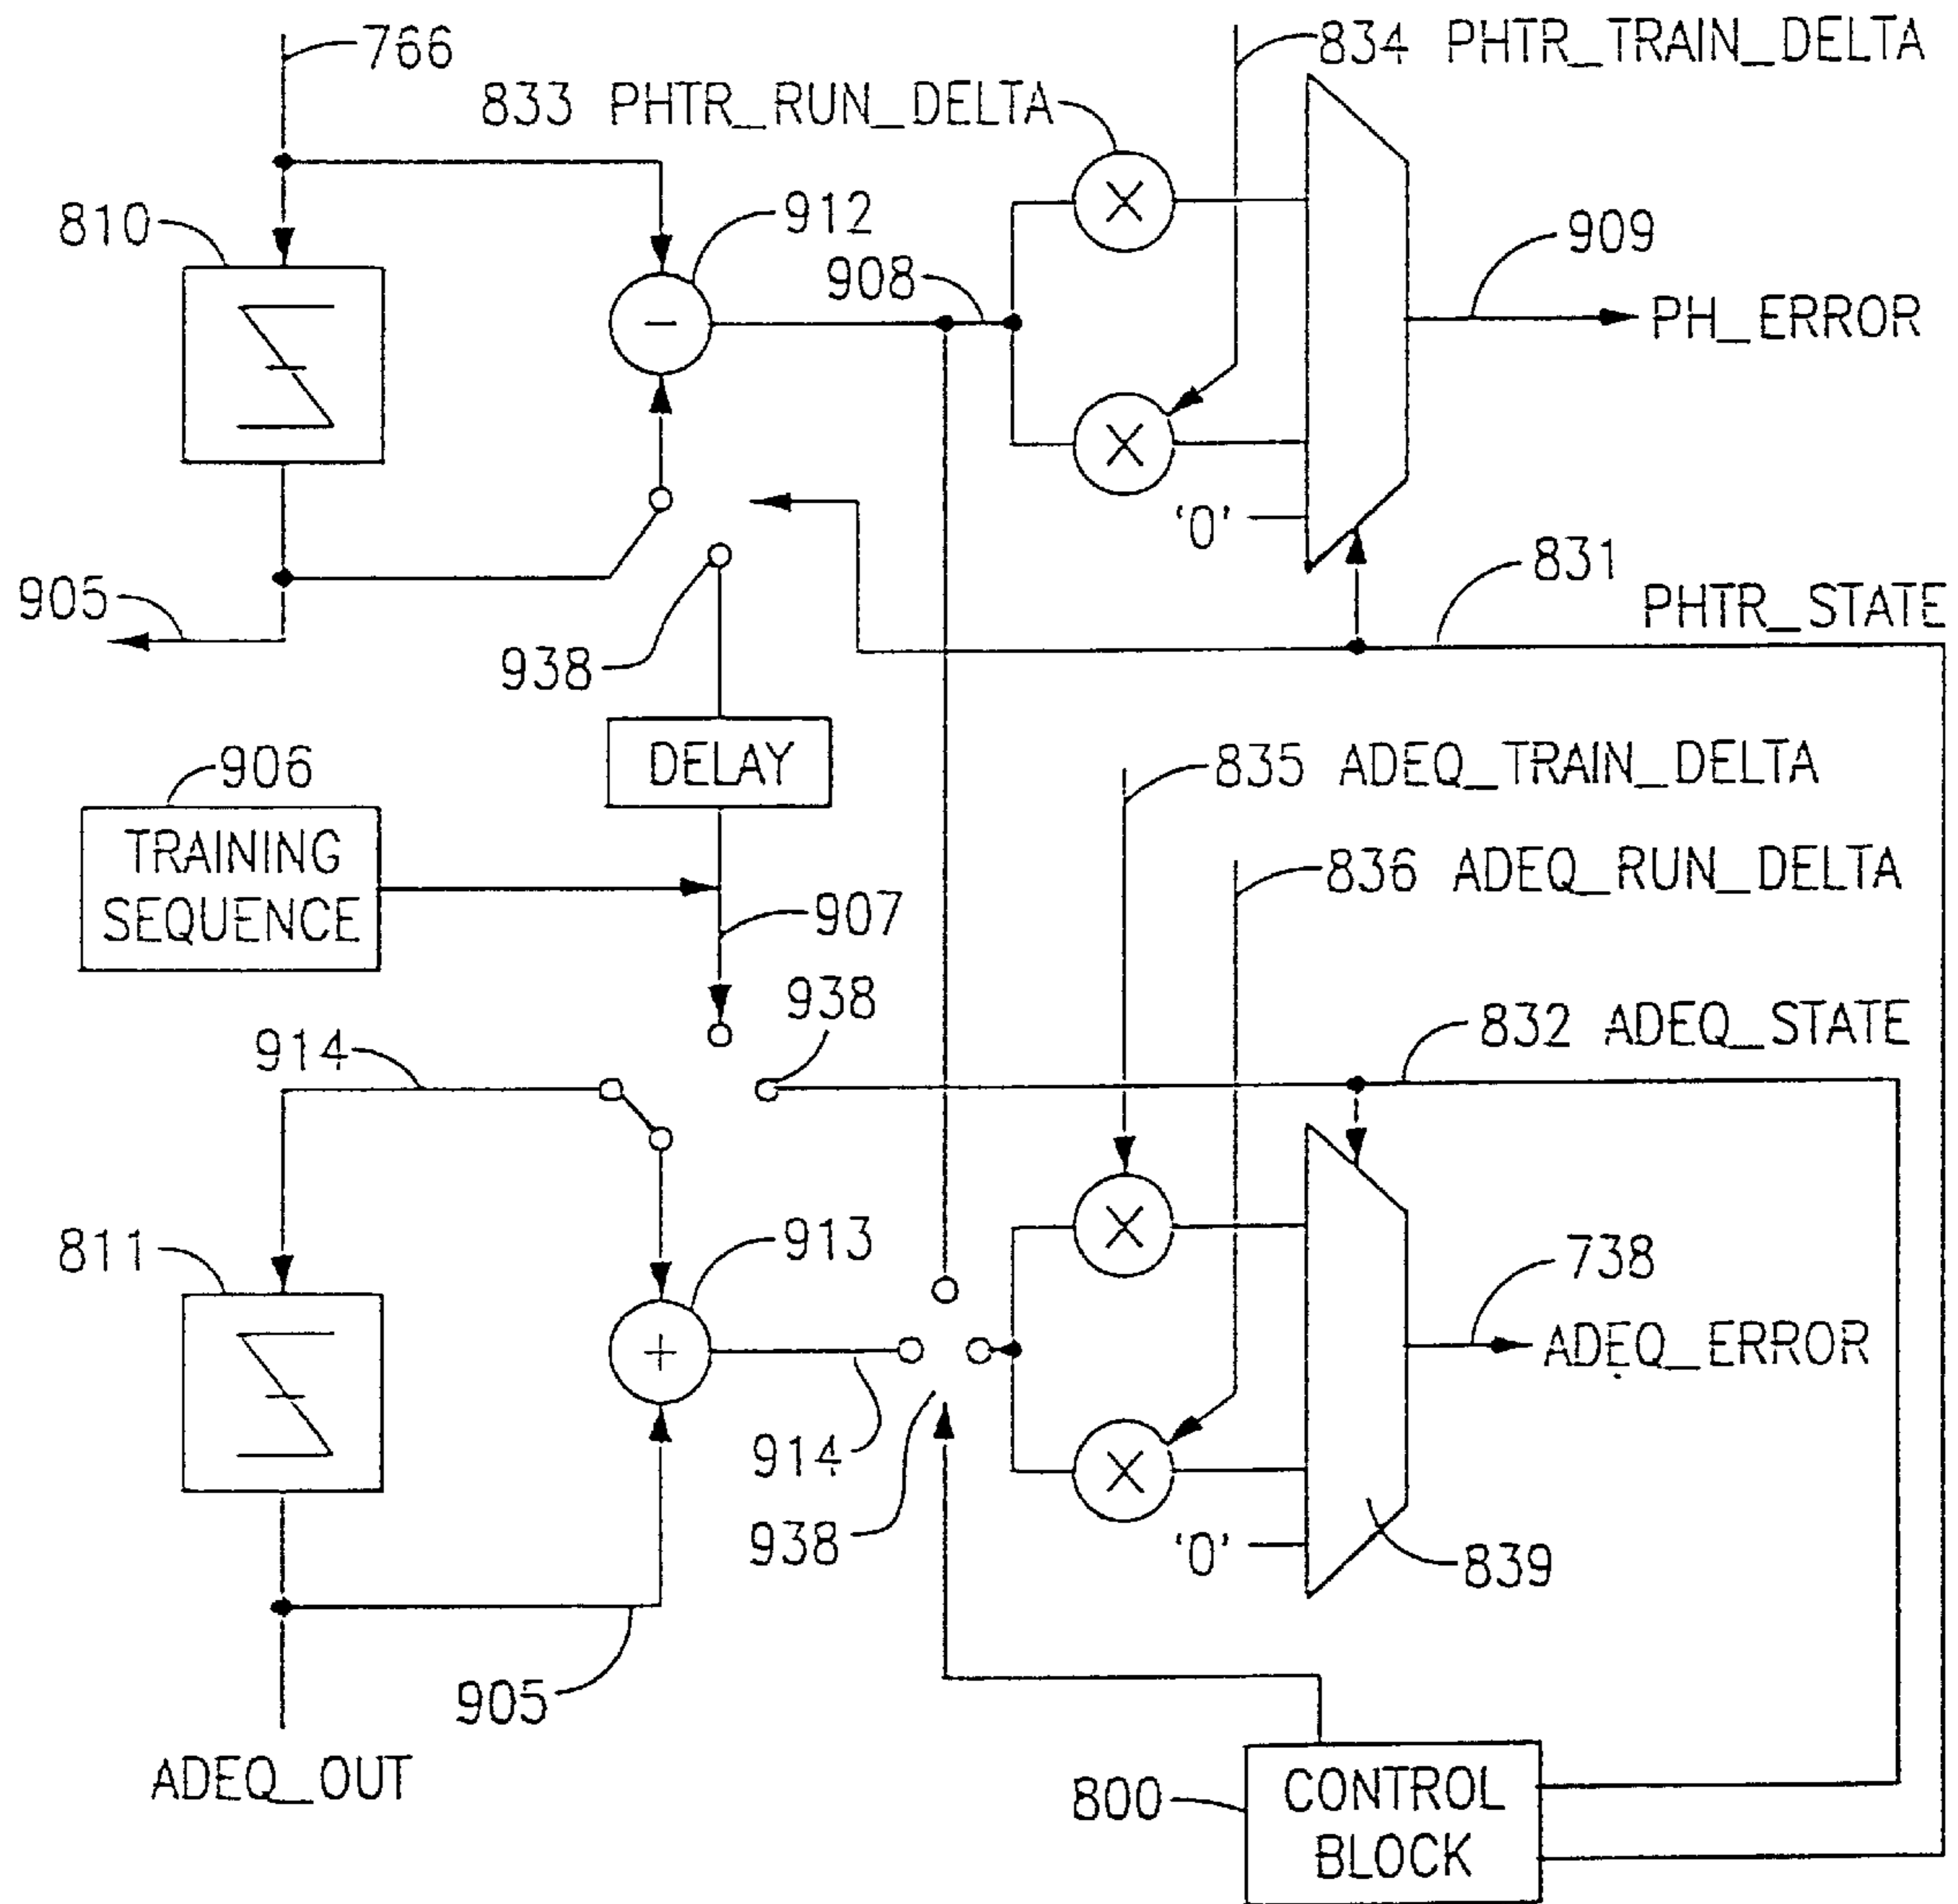 766
834 PHTR_TRAIN_DELTA
833 PHTR_RUN_DELTA
810
912
908
909
X
−
PH_ERROR
X
'0'
831
905
PHTR_STATE
938
906
DELAY
835 ADEQ_TRAIN_DELTA
TRAINING
SEQUENCE
836 ADEQ_RUN_DELTA
907
938
914
832 ADEQ_STATE
811
913
X
738
+
ADEQ_ERROR
914
X
938
'0'
839
905
ADEQ_OUT
800
CONTROL
BLOCK